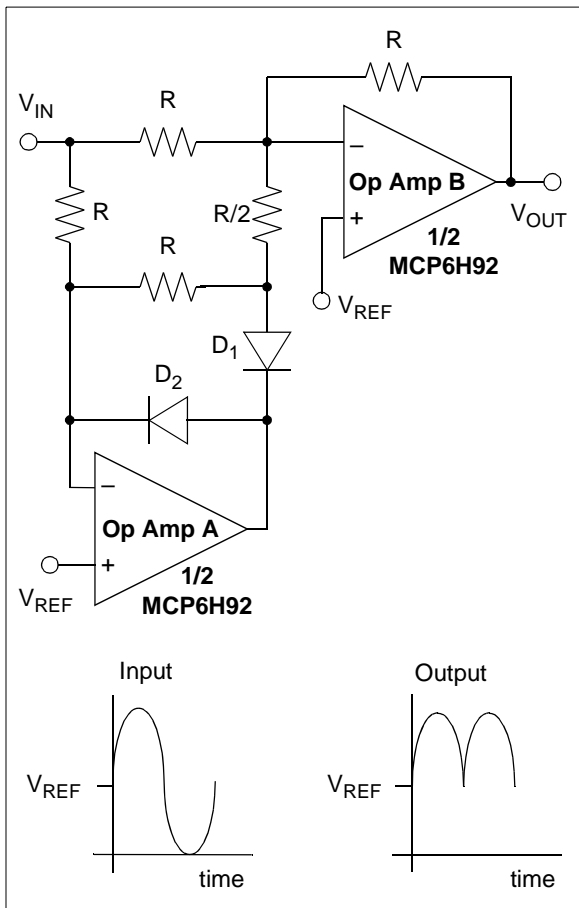 R
V_IN
R
R
R/2
Op Amp B
V_OUT
1/2
MCP6H92
R
V_REF
D_1
D_2
Op Amp A
V_REF
1/2
MCP6H92
Input
Output
V_REF
V_REF
time
time